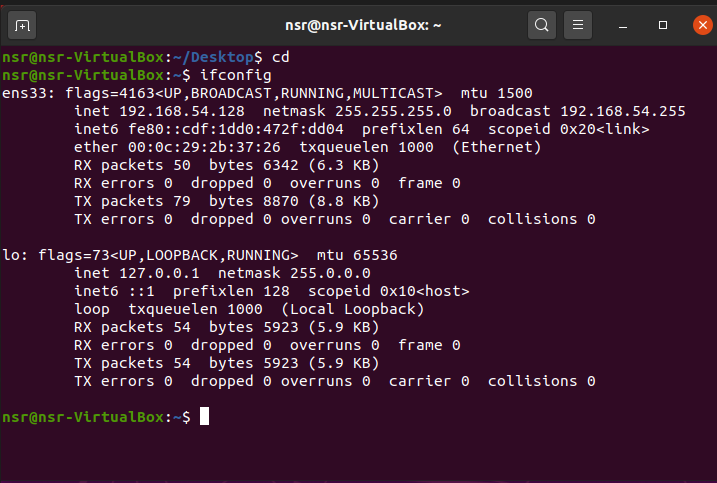 nsr@nsr-VirtualBox: ~
nsr@nsr-VirtualBox:~/Desktop$ cd
nsr@nsr-VirtualBox:~$ ifconfig
ens33: flags=4163<UP,BROADCAST,RUNNING,MULTICAST>  mtu 1500
        inet 192.168.54.128  netmask 255.255.255.0  broadcast 192.168.54.255
        inet6 fe80::cdf:1dd0:472f:dd04  prefixlen 64  scopeid 0x20<link>
        ether 00:0c:29:2b:37:26  txqueuelen 1000  (Ethernet)
        RX packets 50  bytes 6342 (6.3 KB)
        RX errors 0  dropped 0  overruns 0  frame 0
        TX packets 79  bytes 8870 (8.8 KB)
        TX errors 0  dropped 0 overruns 0  carrier 0  collisions 0

lo: flags=73<UP,LOOPBACK,RUNNING>  mtu 65536
        inet 127.0.0.1  netmask 255.0.0.0
        inet6 ::1  prefixlen 128  scopeid 0x10<host>
        loop  txqueuelen 1000  (Local Loopback)
        RX packets 54  bytes 5923 (5.9 KB)
        RX errors 0  dropped 0  overruns 0  frame 0
        TX packets 54  bytes 5923 (5.9 KB)
        TX errors 0  dropped 0 overruns 0  carrier 0  collisions 0

nsr@nsr-VirtualBox:~$